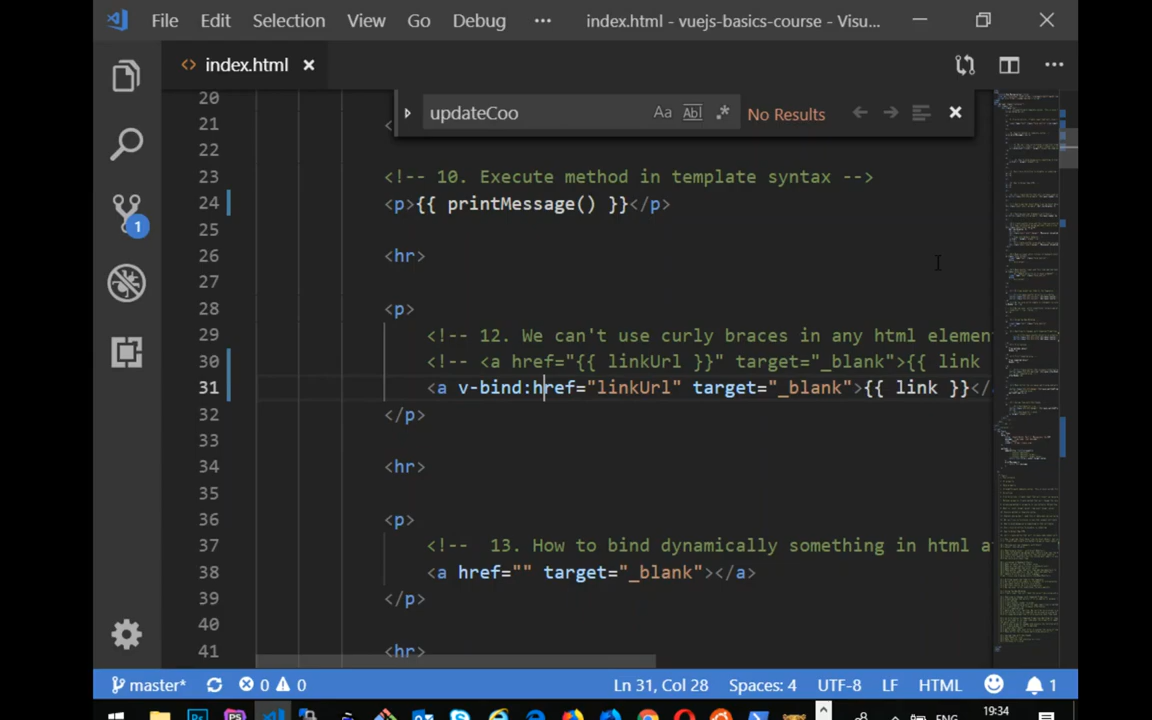 File Edit Selection View Go Debug ··· index.html - vuejs-basics-course - Visu...
<> index.html ×
updateCoo Aa Abl .* No Results
20
21 <
22
23 <!-- 10. Execute method in template syntax -->
24 <p>{{ printMessage() }}</p>
25
26 <hr>
27
28 <p>
29 <!-- 12. We can't use curly braces in any html elemen
30 <!-- <a href="{{ linkUrl }}" target="_blank">{{ link
31 <a v-bind:href="linkUrl" target="_blank">{{ link }}</
32 </p>
33
34 <hr>
35
36 <p>
37 <!-- 13. How to bind dynamically something in html a
38 <a href="" target="_blank"></a>
39 </p>
40
41 <hr>
1
master* 0 0 Ln 31, Col 28 Spaces: 4 UTF-8 LF HTML 1
19:34